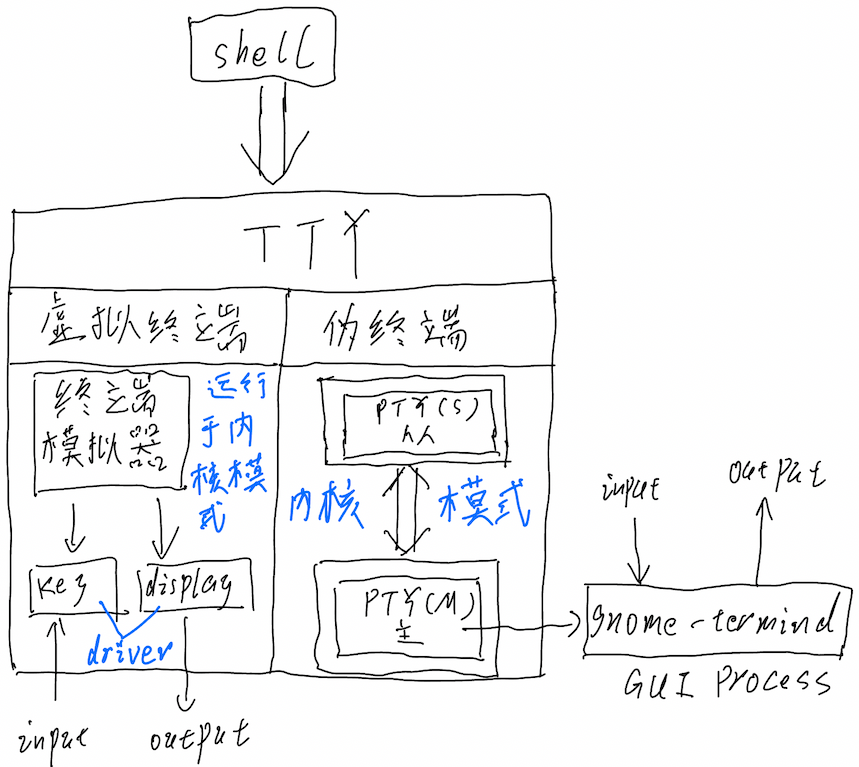 shell
TTY
虚拟终端
伪终端
终端
模拟器
运行
于内
核模
式
PTY(S)
从
内核 模式
key
display
driver
input
output
PTY(M)
主
input
output
gnome-terminal
GUI Process